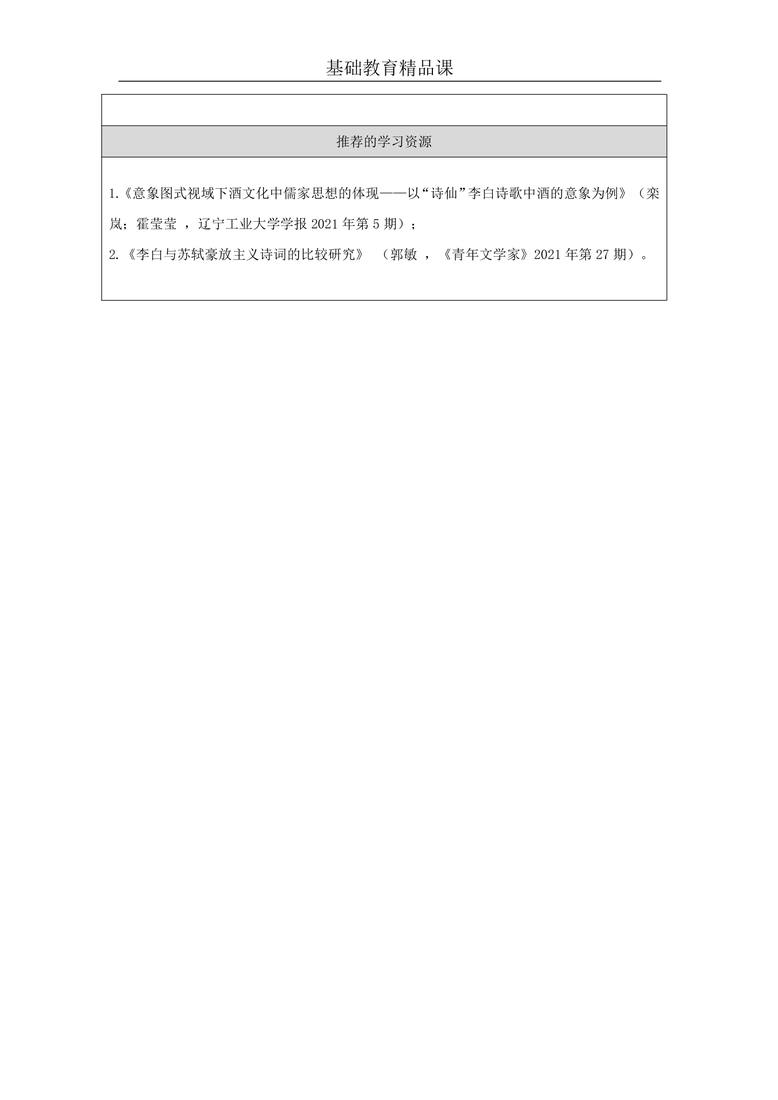 基础教育精品课
推荐的学习资源
1.《意象图式视域下酒文化中儒家思想的体现——以“诗仙”李白诗歌中酒的意象为例》（栾
岚；霍莹莹 ，辽宁工业大学学报 2021 年第 5 期）；
2. 《李白与苏轼豪放主义诗词的比较研究》 （郭敏 ，《青年文学家》2021 年第 27 期）。